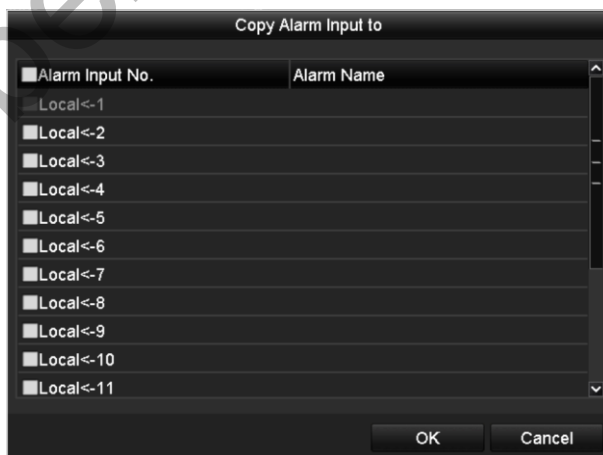 Copy Alarm Input to
Alarm Input No. Alarm Name
Local<-1
Local<-2
Local<-3
Local<-4
Local<-5
Local<-6
Local<-7
Local<-8
Local<-9
Local<-10
Local<-11
OK Cancel